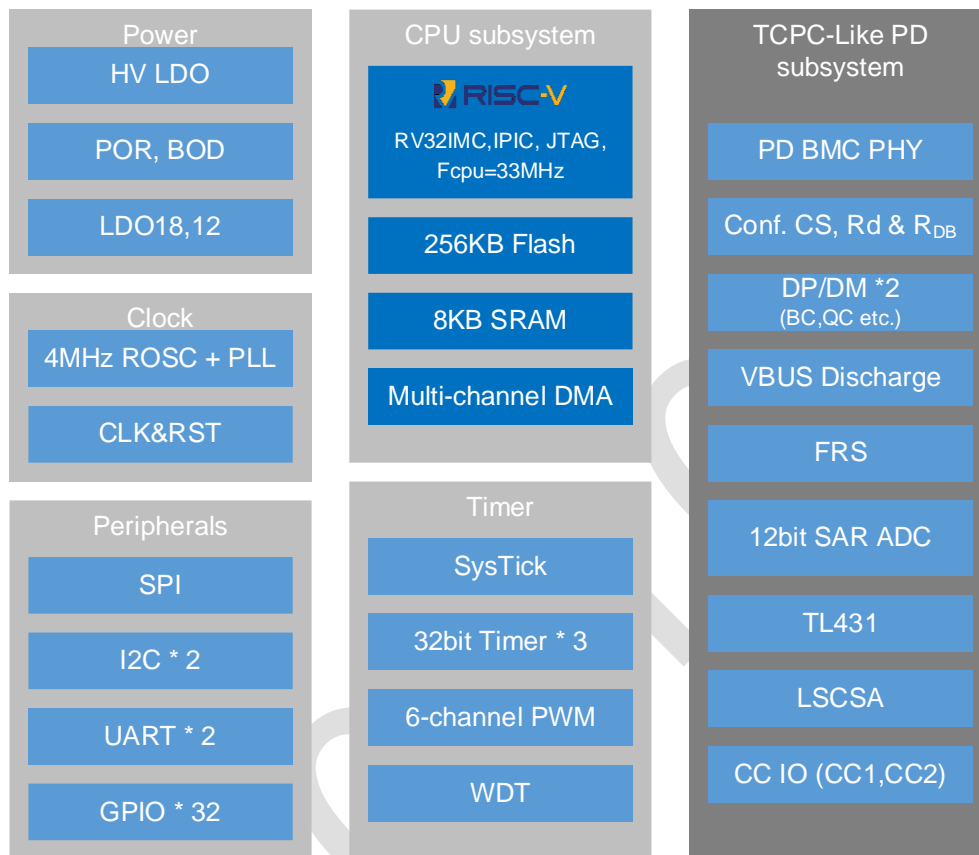 Power
HV LDO
POR, BOD
LDO18,12
Clock
4MHz ROSC + PLL
CLK&RST
Peripherals
SPI
I2C * 2
UART * 2
GPIO * 32
CPU subsystem
RISC-V
RV32IMC,IPIC, JTAG,
Fcpu=33MHz
256KB Flash
8KB SRAM
Multi-channel DMA
Timer
SysTick
32bit Timer * 3
6-channel PWM
WDT
TCPC-Like PD
subsystem
PD BMC PHY
Conf. CS, Rd & RDB
DP/DM *2
(BC,QC etc.)
VBUS Discharge
FRS
12bit SAR ADC
TL431
LSCSA
CC IO (CC1,CC2)